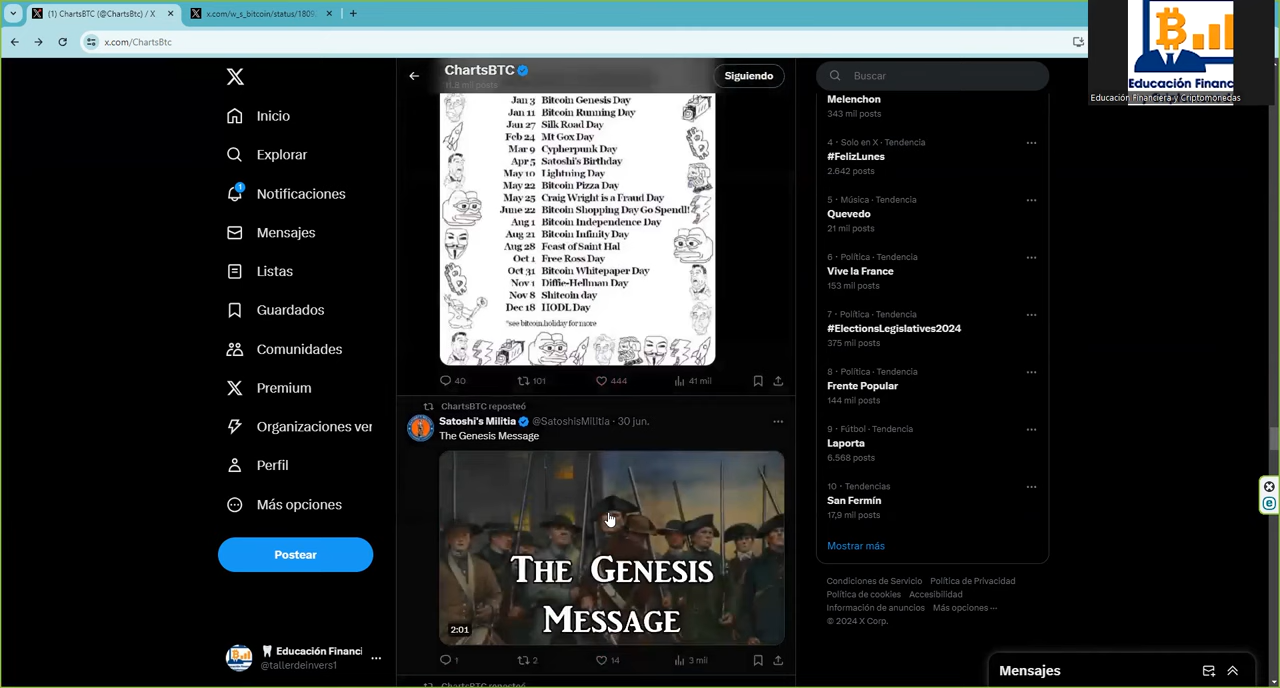 (1) ChartsBTC (@ChartsBtc) / X
x.com/w_s_bitcoin/status/1809
x.com/ChartsBtc
Educación Financ
Educación Financiera y Criptomonedas
Inicio
Explorar
1
Notificaciones
Mensajes
Listas
Guardados
Comunidades
Premium
Organizaciones ver
Perfil
Más opciones
Postear
Educación Financi
@tallerdeinvers1
ChartsBTC
Siguiendo
Jan 3 Bitcoin Genesis Day
Jan 11 Bitcoin Running Day
Jan 27 Silk Road Day
Feb 24 Mt Gox Day
Mar 9 Cypherpunk Day
Apr 5 Satoshi's Birthday
May 10 Lightning Day
May 22 Bitcoin Pizza Day
May 25 Craig Wright is a Fraud Day
June 22 Bitcoin Shopping Day Go Spend!
Aug 1 Bitcoin Independence Day
Aug 21 Bitcoin Infinity Day
Aug 28 Feast of Saint Hal
Oct 1 Free Ross Day
Oct 31 Bitcoin Whitepaper Day
Nov 1 Diffie-Hellman Day
Nov 8 Shitcoin day
Dec 18 HODL Day
*see bitcoin.holiday for more
40 101 444 41 mil
ChartsBTC reposteó
Satoshi's Militia @SatoshisMilitia · 30 jun.
The Genesis Message
THE GENESIS
MESSAGE
2:01
1 2 14 3 mil
ChartsBTC reposteó
Buscar
Melenchon
343 mil posts
4 · Solo en X · Tendencia
#FelizLunes
2.642 posts
5 · Música · Tendencia
Quevedo
21 mil posts
6 · Política · Tendencia
Vive la France
153 mil posts
7 · Política · Tendencia
#ElectionsLegislatives2024
375 mil posts
8 · Política · Tendencia
Frente Popular
144 mil posts
9 · Fútbol · Tendencia
Laporta
6.568 posts
10 · Tendencias
San Fermín
17,9 mil posts
Mostrar más
Condiciones de Servicio Política de Privacidad
Política de cookies Accesibilidad
Información de anuncios Más opciones ···
© 2024 X Corp.
Mensajes